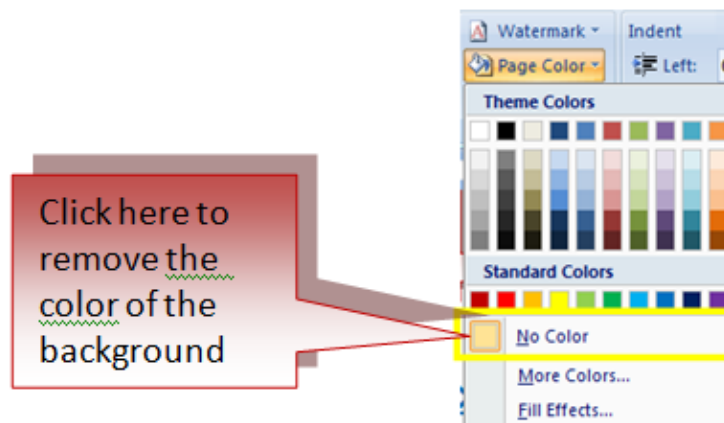 Watermark Indent
Page Color Left:
Theme Colors
Click here to
remove the
color of the
background
Standard Colors
No Color
More Colors...
Fill Effects...